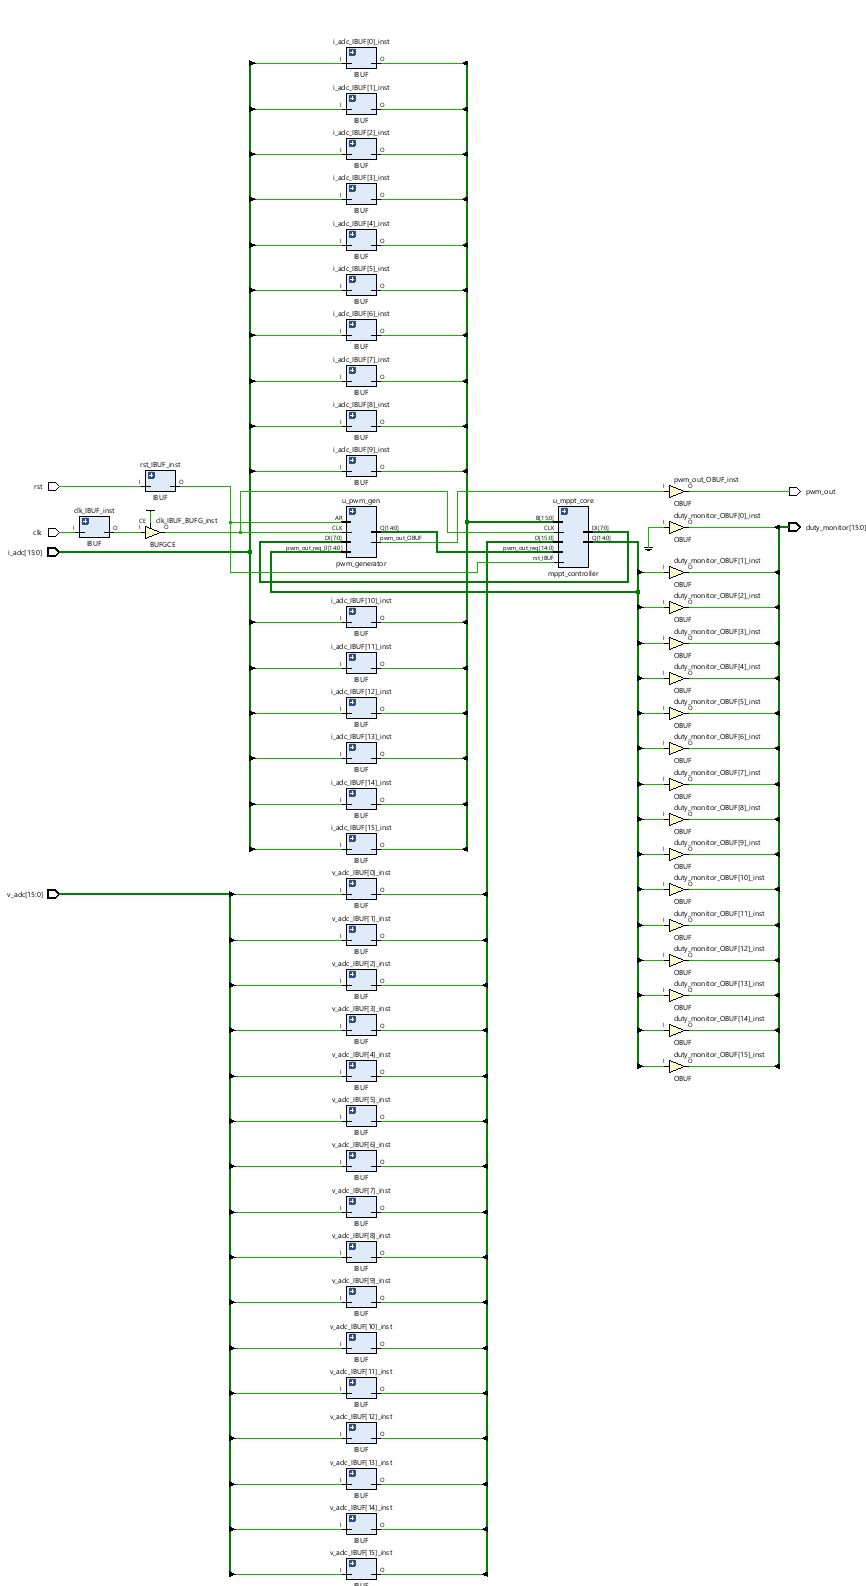 i_adc_IBUF[0]_inst
I
O
IBUF
i_adc_IBUF[1]_inst
I
O
IBUF
i_adc_IBUF[2]_inst
I
O
IBUF
i_adc_IBUF[3]_inst
I
O
IBUF
i_adc_IBUF[4]_inst
I
O
IBUF
i_adc_IBUF[5]_inst
I
O
IBUF
i_adc_IBUF[6]_inst
I
O
IBUF
i_adc_IBUF[7]_inst
I
O
IBUF
i_adc_IBUF[8]_inst
I
O
IBUF
i_adc_IBUF[9]_inst
I
O
IBUF
rst
rst_IBUF_inst
I
O
IBUF
clk
clk_IBUF_inst
I
O
IBUF
clk_IBUF_BUFG_inst
CE
I
O
BUFGCE
i_adc[15:0]
u_pwm_gen
AR
CLK
DI[7:0]
pwm_out_reg_0[14:0]
Q[14:0]
pwm_out_OBUF
pwm_generator
u_mppt_core
B[15:0]
CLK
D[15:0]
pwm_out_reg[14:0]
rst_IBUF
DI[7:0]
Q[14:0]
mppt_controller
pwm_out_OBUF_inst
I
O
OBUF
pwm_out
duty_monitor_OBUF[0]_inst
I
O
OBUF
duty_monitor[15:0]
duty_monitor_OBUF[1]_inst
I
O
OBUF
duty_monitor_OBUF[2]_inst
I
O
OBUF
duty_monitor_OBUF[3]_inst
I
O
OBUF
duty_monitor_OBUF[4]_inst
I
O
OBUF
duty_monitor_OBUF[5]_inst
I
O
OBUF
duty_monitor_OBUF[6]_inst
I
O
OBUF
duty_monitor_OBUF[7]_inst
I
O
OBUF
duty_monitor_OBUF[8]_inst
I
O
OBUF
duty_monitor_OBUF[9]_inst
I
O
OBUF
duty_monitor_OBUF[10]_inst
I
O
OBUF
duty_monitor_OBUF[11]_inst
I
O
OBUF
duty_monitor_OBUF[12]_inst
I
O
OBUF
duty_monitor_OBUF[13]_inst
I
O
OBUF
duty_monitor_OBUF[14]_inst
I
O
OBUF
duty_monitor_OBUF[15]_inst
I
O
OBUF
i_adc_IBUF[10]_inst
I
O
IBUF
i_adc_IBUF[11]_inst
I
O
IBUF
i_adc_IBUF[12]_inst
I
O
IBUF
i_adc_IBUF[13]_inst
I
O
IBUF
i_adc_IBUF[14]_inst
I
O
IBUF
i_adc_IBUF[15]_inst
I
O
IBUF
v_adc[15:0]
v_adc_IBUF[0]_inst
I
O
IBUF
v_adc_IBUF[1]_inst
I
O
IBUF
v_adc_IBUF[2]_inst
I
O
IBUF
v_adc_IBUF[3]_inst
I
O
IBUF
v_adc_IBUF[4]_inst
I
O
IBUF
v_adc_IBUF[5]_inst
I
O
IBUF
v_adc_IBUF[6]_inst
I
O
IBUF
v_adc_IBUF[7]_inst
I
O
IBUF
v_adc_IBUF[8]_inst
I
O
IBUF
v_adc_IBUF[9]_inst
I
O
IBUF
v_adc_IBUF[10]_inst
I
O
IBUF
v_adc_IBUF[11]_inst
I
O
IBUF
v_adc_IBUF[12]_inst
I
O
IBUF
v_adc_IBUF[13]_inst
I
O
IBUF
v_adc_IBUF[14]_inst
I
O
IBUF
v_adc_IBUF[15]_inst
I
O
IBUF